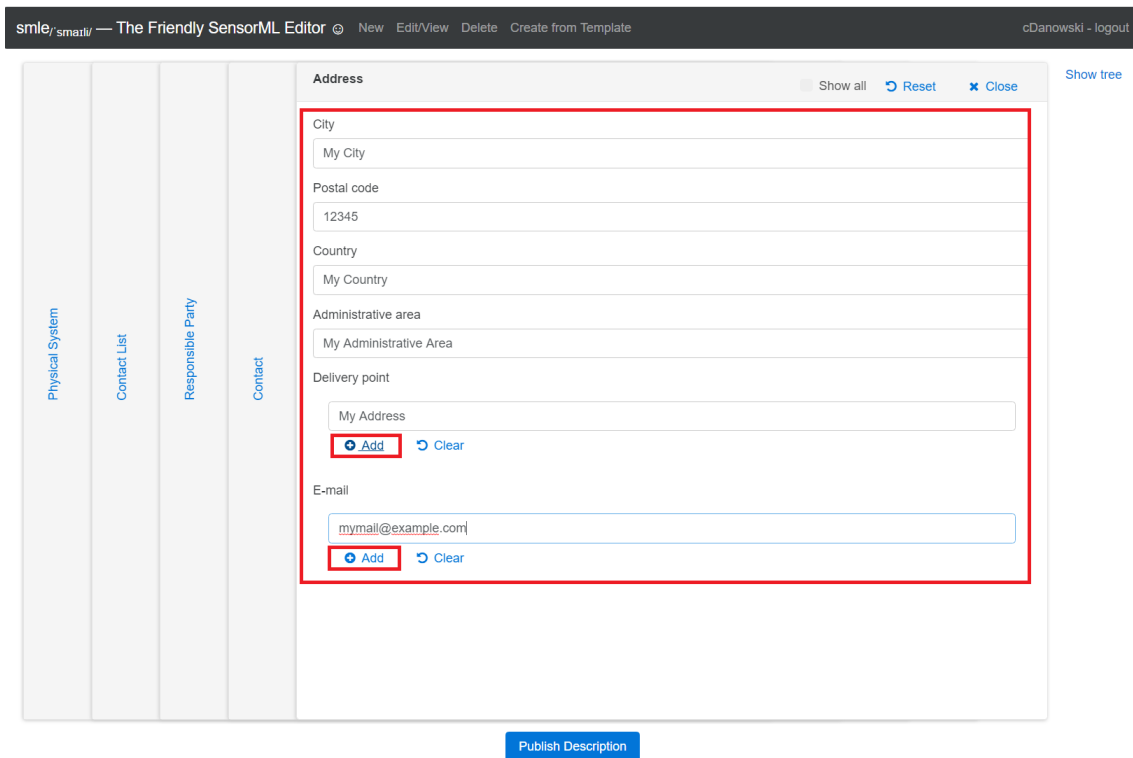 smle/ˈsmaɪli/ — The Friendly SensorML Editor ☺ New Edit/View Delete Create from Template cDanowski - logout
Address
Show all Reset Close
Show tree
City
My City
Postal code
12345
Country
My Country
Administrative area
My Administrative Area
Delivery point
My Address
Add Clear
E-mail
mymail@example.com
Add Clear
Physical System
Contact List
Responsible Party
Contact
Publish Description